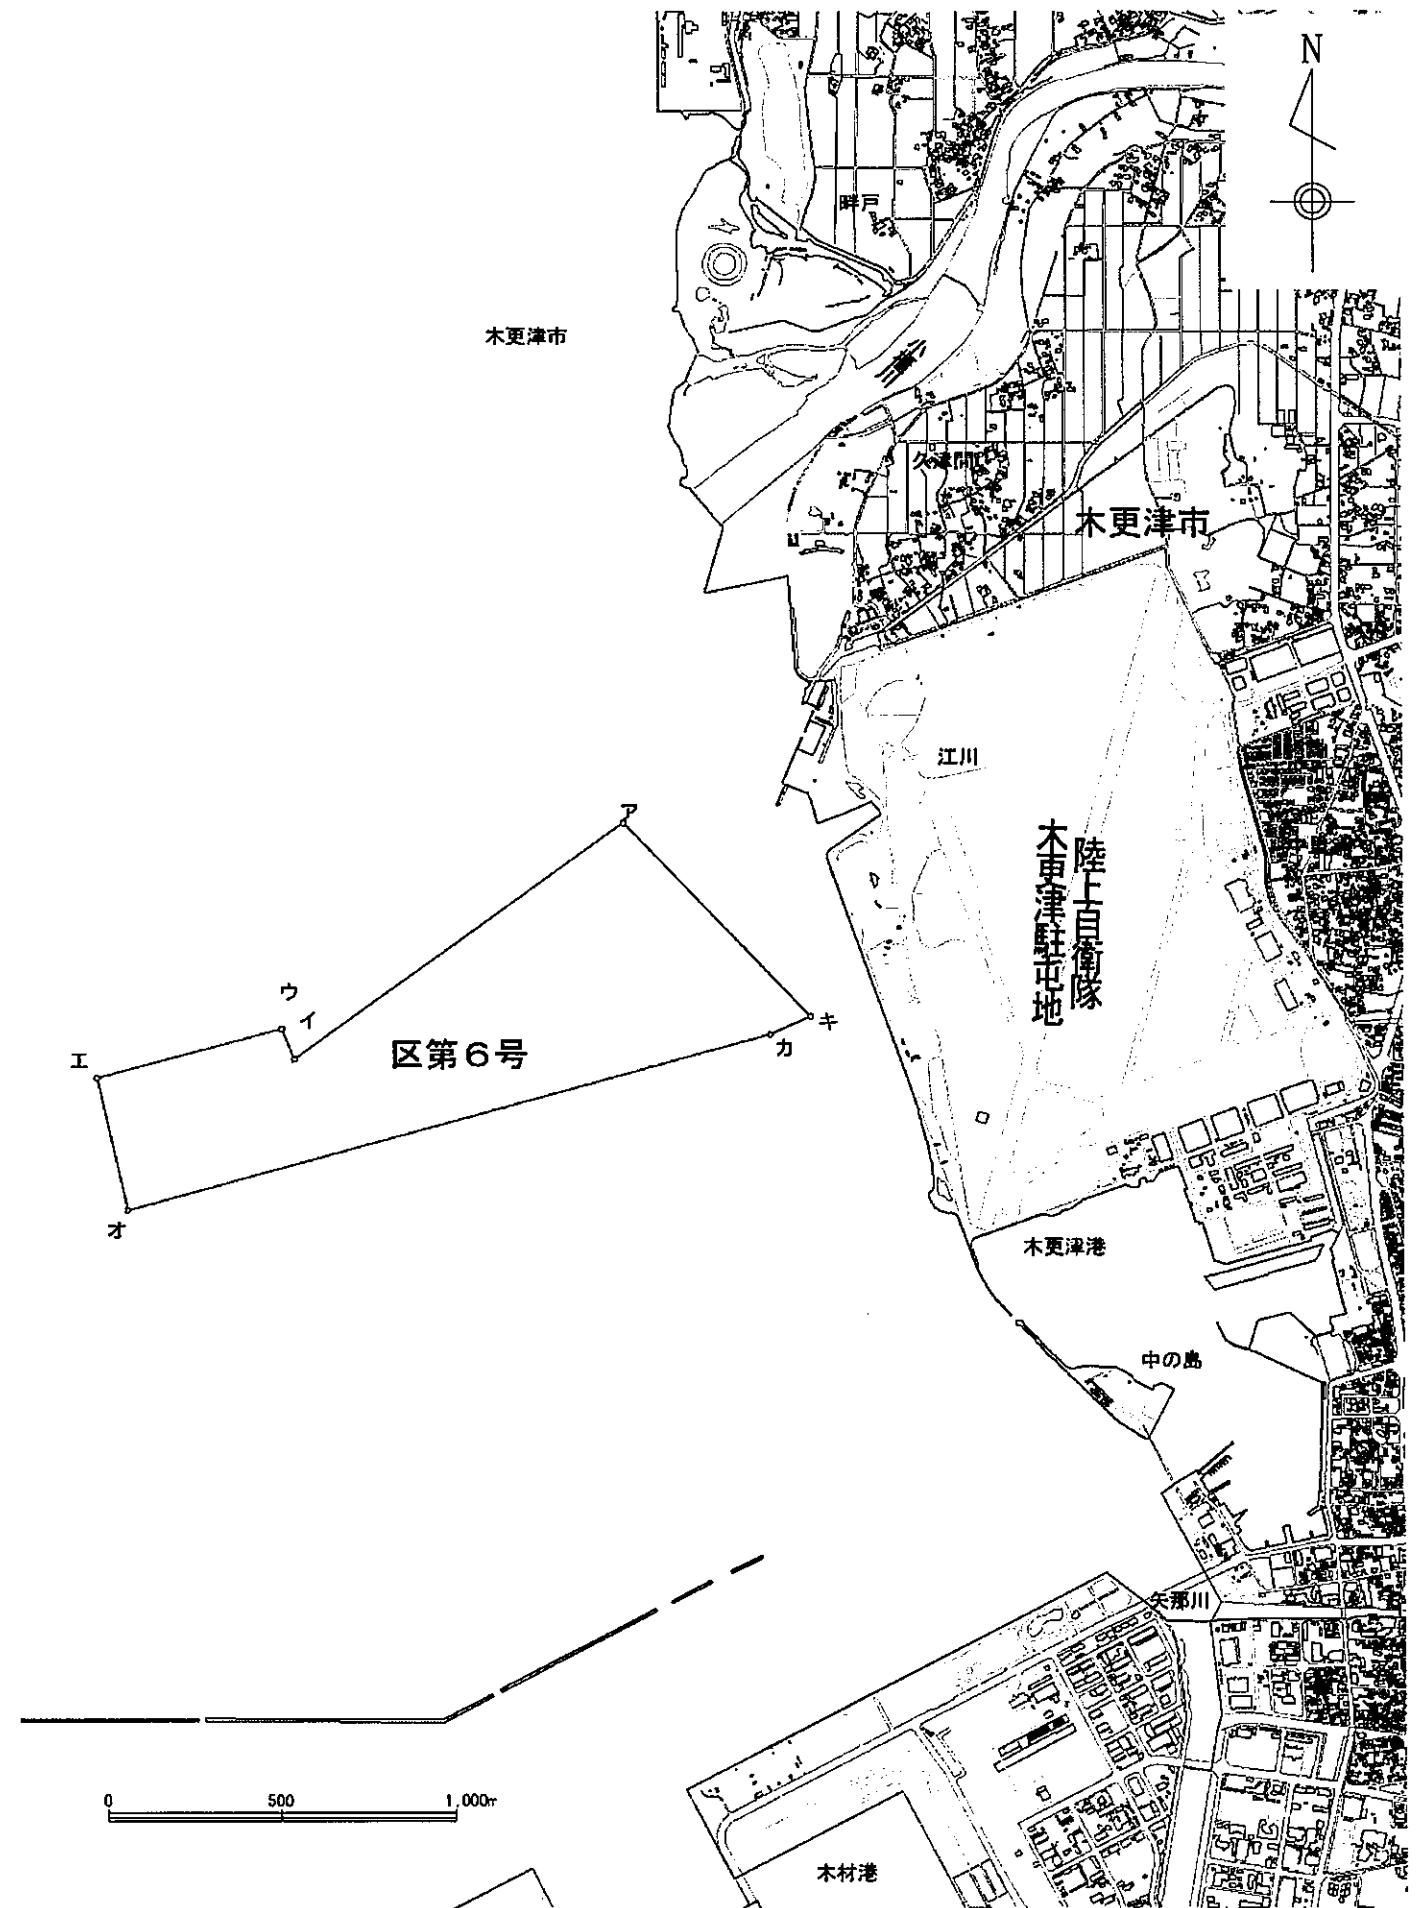 N
畔戸
木更津市
久津間
木更津市
江川
ア
陸上自衛隊
木更津駐屯地
ウ
イ
キ
カ
エ
区第6号
オ
木更津港
中の島
矢那川
0 500 1,000m
木材港